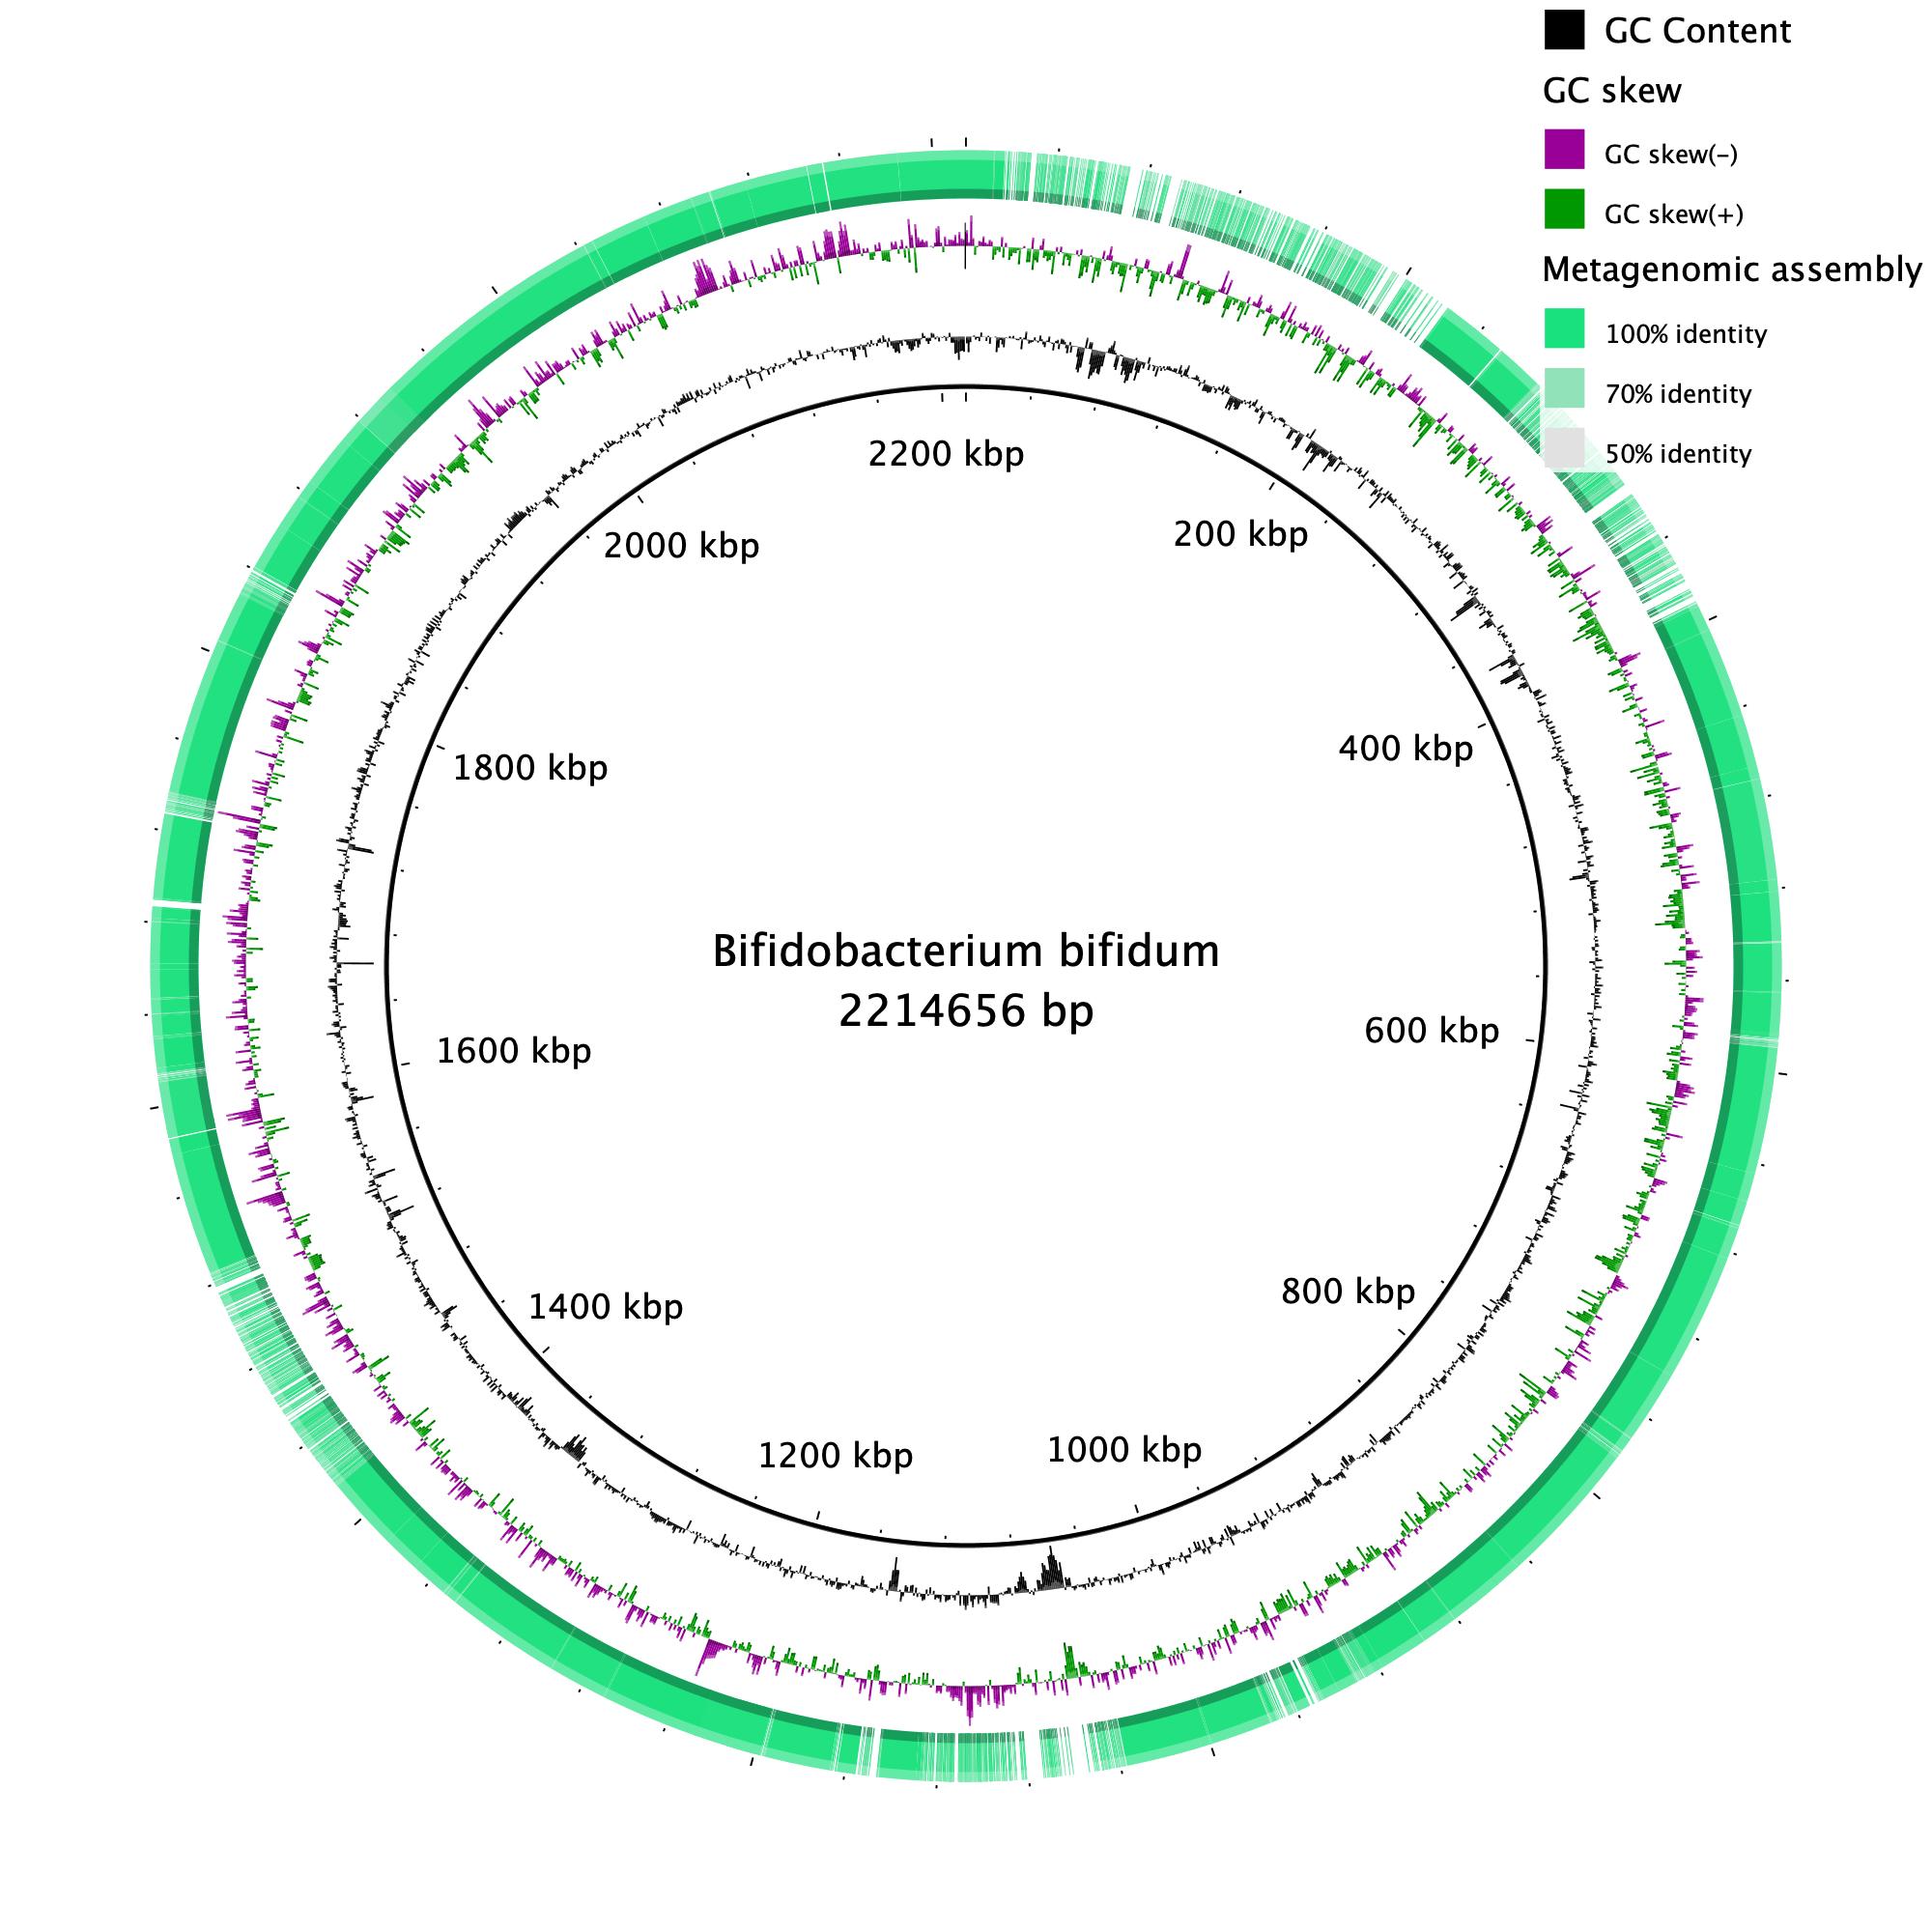 GC Content
GC skew
GC skew(−)
GC skew(+)
Metagenomic assembly
100% identity
70% identity
50% identity
2200 kbp
200 kbp
2000 kbp
400 kbp
1800 kbp
Bifidobacterium bifidum
2214656 bp
600 kbp
1600 kbp
800 kbp
1400 kbp
1000 kbp
1200 kbp